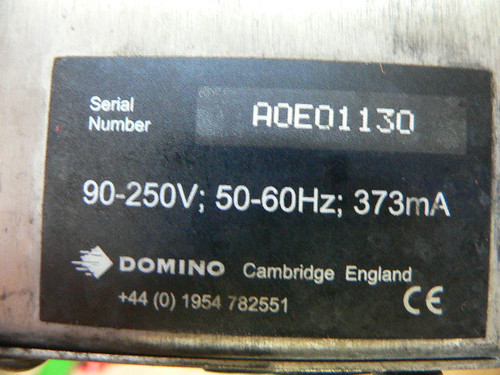 Serial
Number
A0E01130
90-250V; 50-60Hz; 373mA
DOMINO Cambridge England
+44 (0) 1954 782551
CE